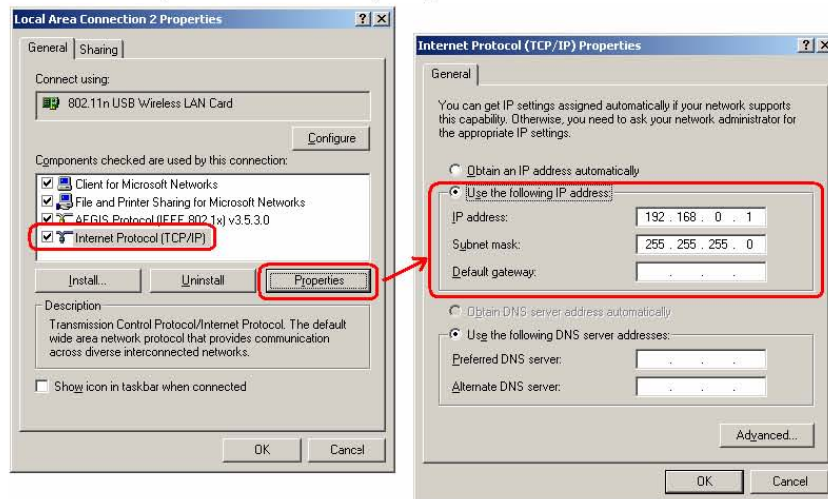 Local Area Connection 2 Properties
General Sharing
Connect using:
802.11n USB Wireless LAN Card
Configure
Components checked are used by this connection:
Client for Microsoft Networks
File and Printer Sharing for Microsoft Networks
AEGIS Protocol (IEEE 802.1x) v3.5.3.0
Internet Protocol (TCP/IP)
Install... Uninstall Properties
Description
Transmission Control Protocol/Internet Protocol. The default
wide area network protocol that provides communication
across diverse interconnected networks.
Show icon in taskbar when connected
OK Cancel
Internet Protocol (TCP/IP) Properties
General
You can get IP settings assigned automatically if your network supports
this capability. Otherwise, you need to ask your network administrator for
the appropriate IP settings.
Obtain an IP address automatically
Use the following IP address:
IP address: 192 . 168 . 0 . 1
Subnet mask: 255 . 255 . 255 . 0
Default gateway: . . .
Obtain DNS server address automatically
Use the following DNS server addresses:
Preferred DNS server: . . .
Alternate DNS server: . . .
Advanced...
OK Cancel